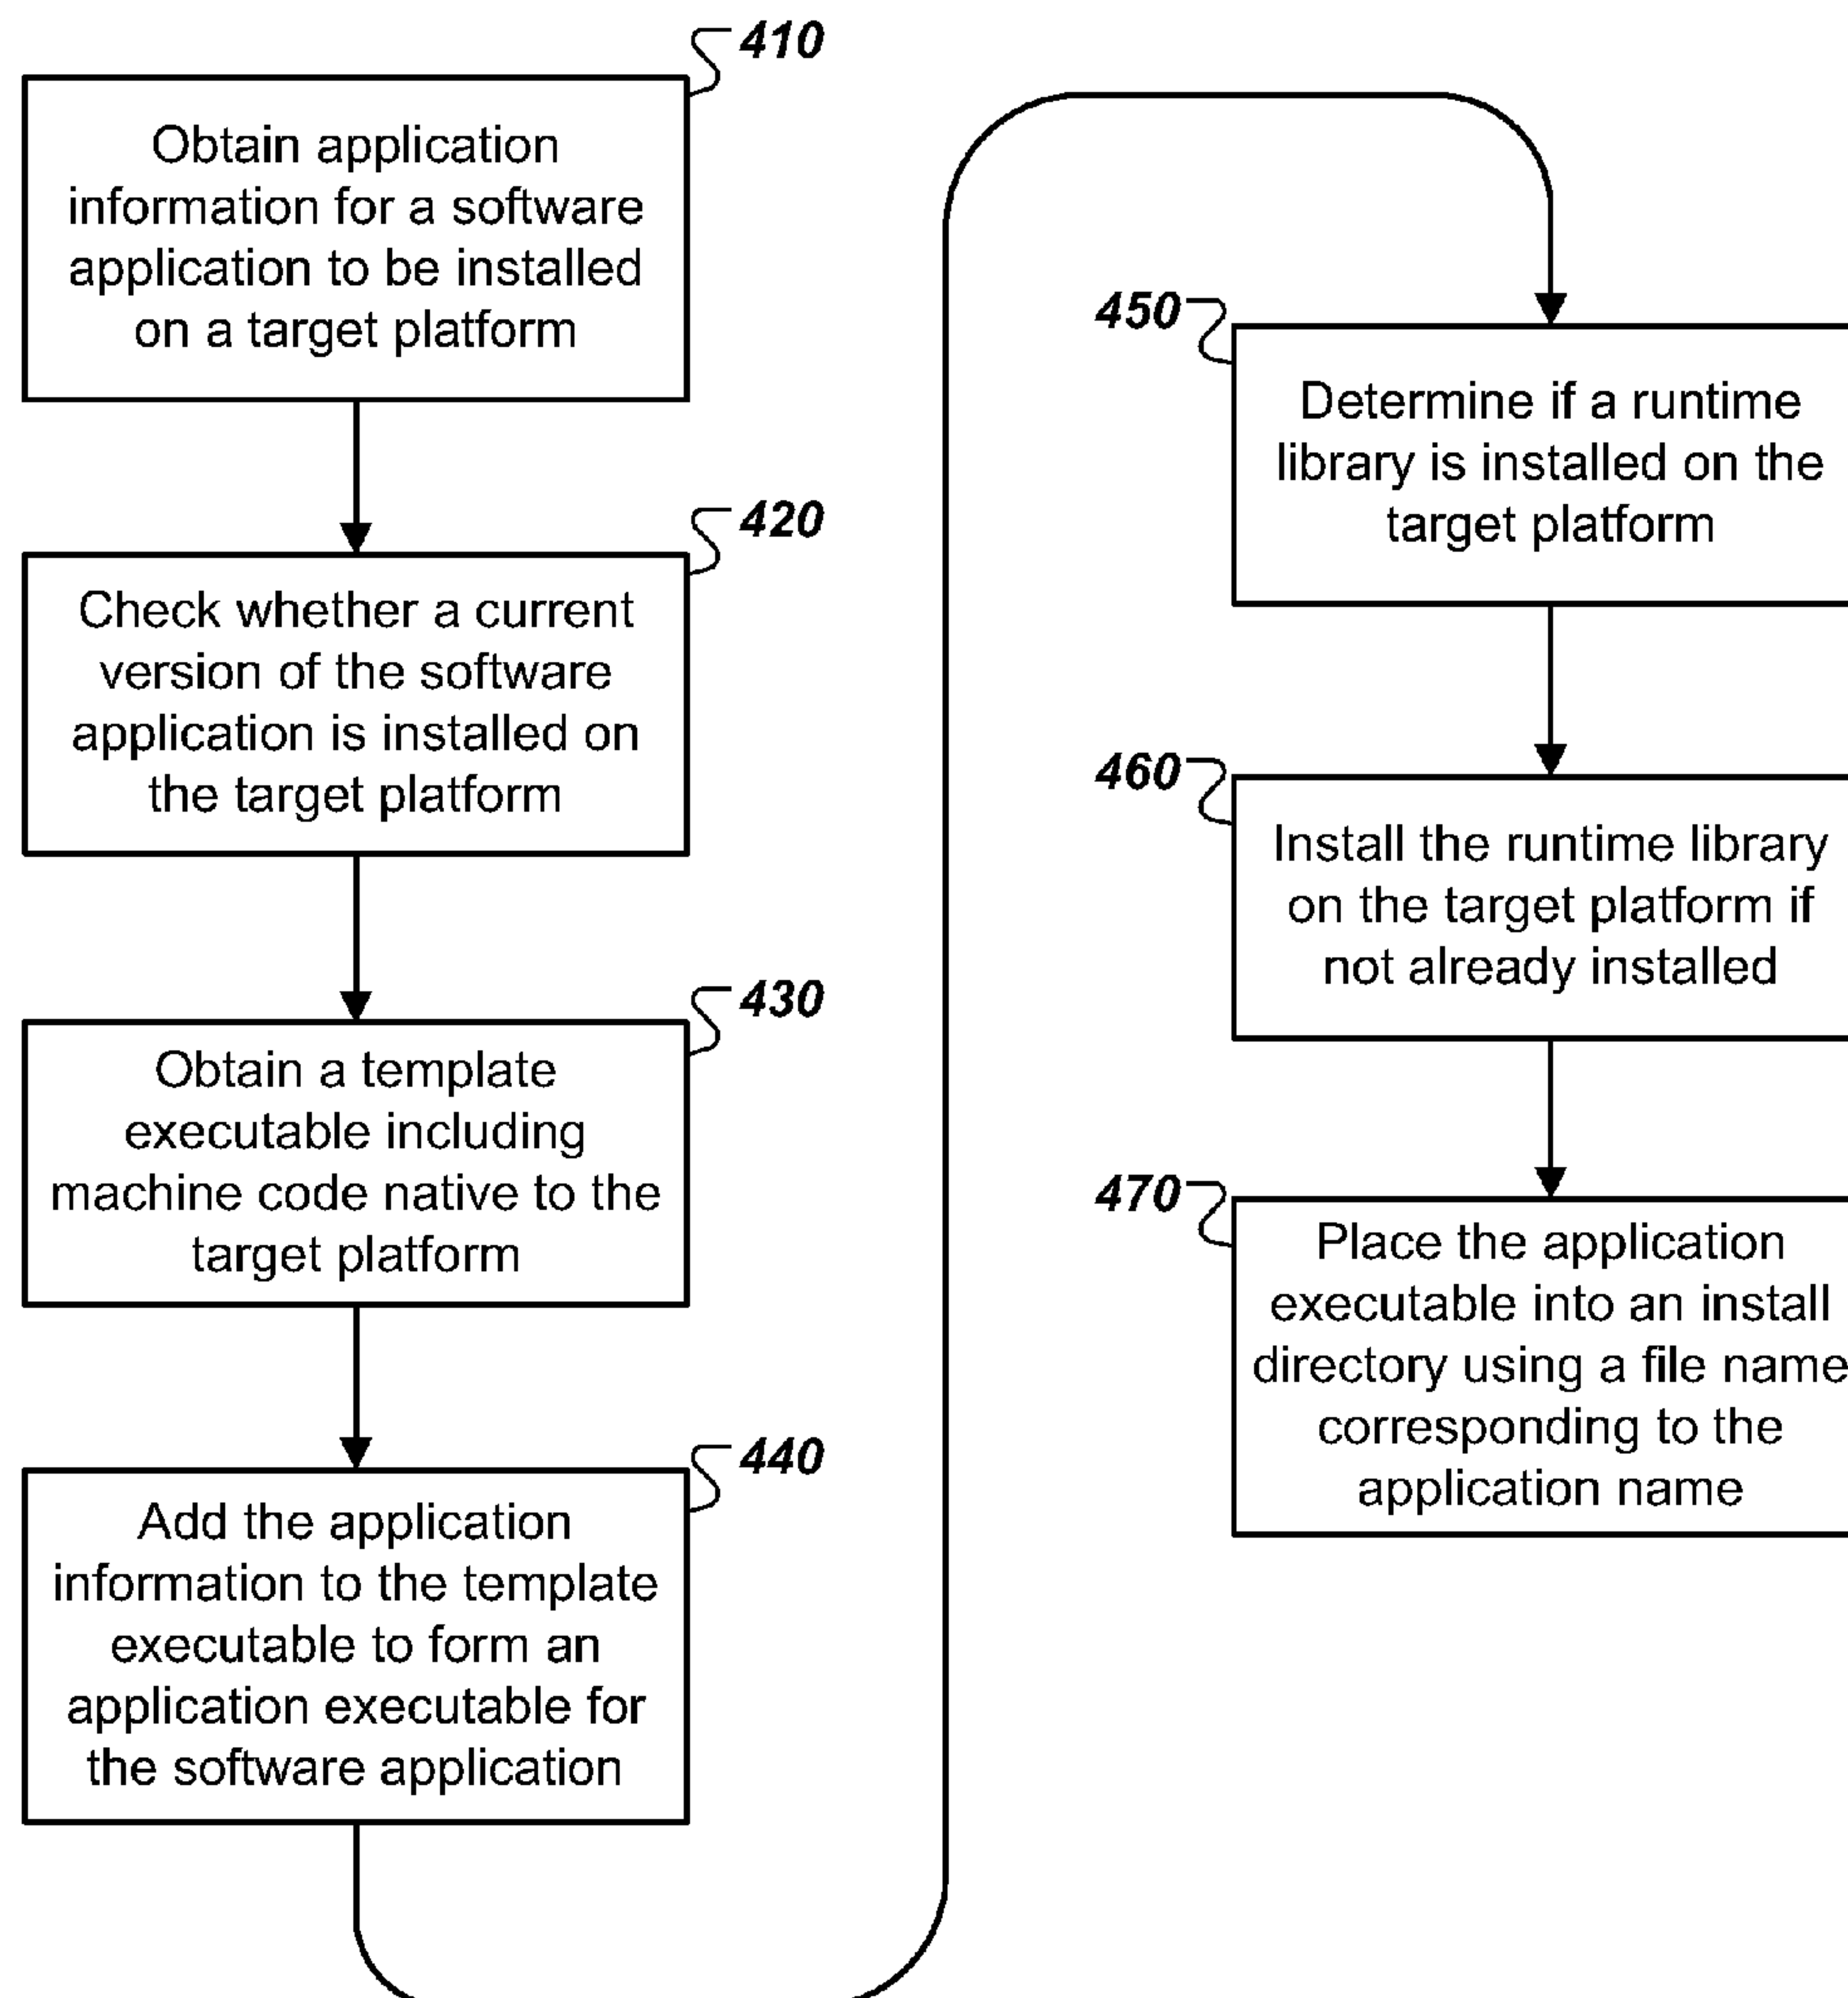 410
Obtain application
information for a software
application to be installed
on a target platform
420
Check whether a current
version of the software
application is installed on
the target platform
430
Obtain a template
executable including
machine code native to the
target platform
440
Add the application
information to the template
executable to form an
application executable for
the software application
450
Determine if a runtime
library is installed on the
target platform
460
Install the runtime library
on the target platform if
not already installed
470
Place the application
executable into an install
directory using a file name
corresponding to the
application name